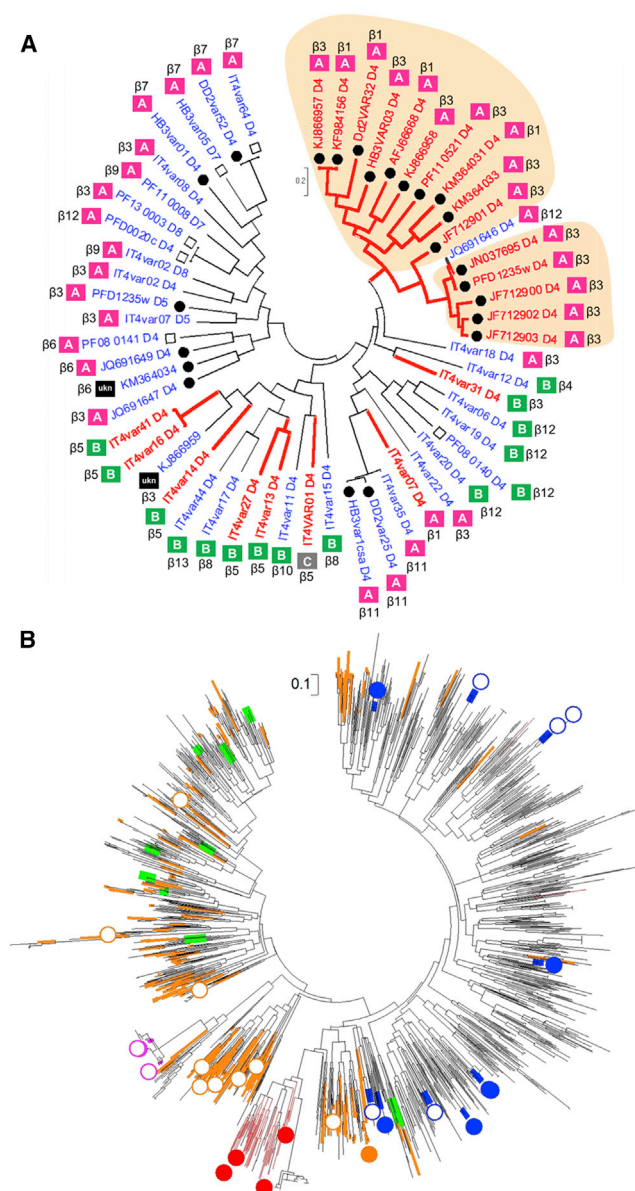 A
0.2
β3 A KJ866957 D4
β1 A KF984156 D4
β1 A Dd2VAR32 D4
β3 A HB3VAR03 D4
β1 A AFJ66668 D4
β3 A KJ866958
β3 A PF11 0521 D4
β1 A KM364031 D4
β3 A KM364033
β3 A JF712901 D4
β12 A JQ691646 D4
JN037695 D4 A β3
PFD1235w D4 A β3
JF712900 D4 A β3
JF712902 D4 A β3
JF712903 D4 A β3
IT4var18 D4 A β3
IT4var12 D4 B β4
IT4var31 D4 B β3
IT4var06 D4 B β12
IT4var19 D4 B β12
PF08 0140 D4 B β12
IT4var20 D4 B β12
IT4var22 D4 A β3
IT4var07 D4 A β1
IT4var35 D4 A β11
DD2var25 D4 A β11
HB3var1csa D4 A β11
IT4var15 D4 B β8
IT4VAR01 D4 C β5
IT4var11 D4 B β10
IT4var13 D4 B β5
IT4var27 D4 B β5
IT4var17 D4 B β8
IT4var44 D4 B β13
IT4var14 D4 B β5
KJ866959 ukn β3
IT4var16 D4 B β5
IT4var41 D4 B β5
β3 A JQ691647 D4
β6 ukn KM364034
β6 A JQ691649 D4
β6 A PF08 0141 D4
β3 A IT4var07 D5
β3 A PFD1235w D5
β3 A IT4var02 D4
β9 A IT4var02 D8
β12 A PFD0020c D4
β3 A PF13 0003 D8
β9 A PF11 0008 D7
β3 A IT4var08 D4
β7 A HB3var01 D4
β7 A HB3var05 D7
β7 A DD2var52 D4
β7 A IT4var64 D4
B
0.1